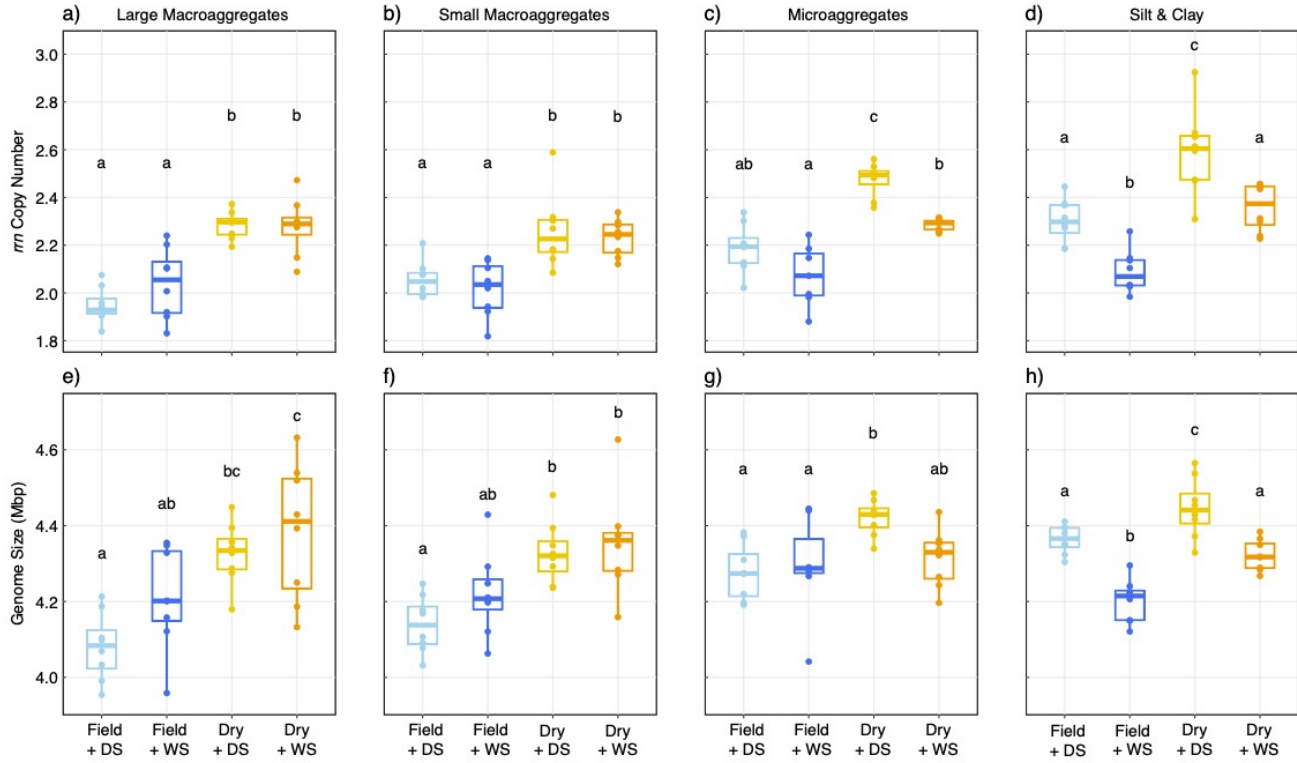 a) Large Macroaggregates
b) Small Macroaggregates
c) Microaggregates
d) Silt & Clay
rrn Copy Number
3.0
2.8
2.6
2.4
2.2
2.0
1.8
a a b b
a a b b
ab a c b
a b c a
e)
f)
g)
h)
Genome Size (Mbp)
4.6
4.4
4.2
4.0
a ab bc c
a ab b b
a a b ab
a b c a
Field Field Dry Dry
+ DS + WS + DS + WS
Field Field Dry Dry
+ DS + WS + DS + WS
Field Field Dry Dry
+ DS + WS + DS + WS
Field Field Dry Dry
+ DS + WS + DS + WS